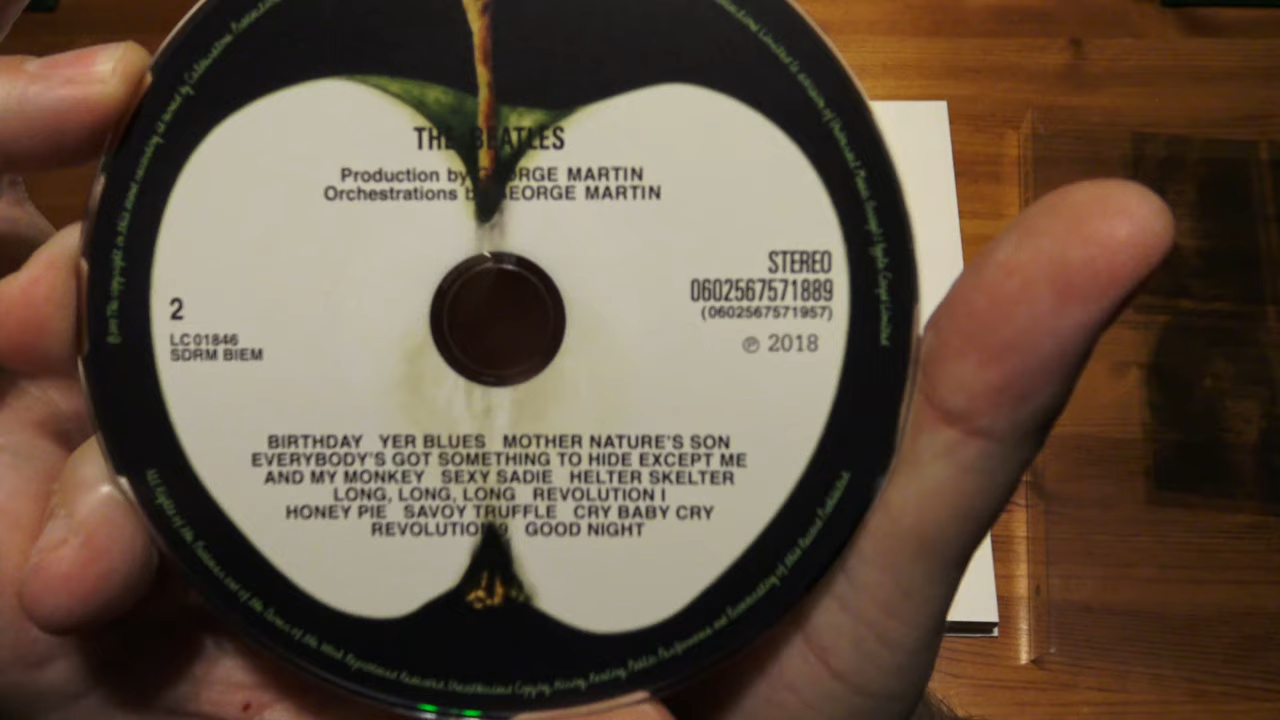 THE BEATLES
Production by GEORGE MARTIN
Orchestrations by GEORGE MARTIN
STEREO
0602567571889
(0602567571957)
℗ 2018
2
LC01846
SDRM BIEM
BIRTHDAY YER BLUES MOTHER NATURE'S SON
EVERYBODY'S GOT SOMETHING TO HIDE EXCEPT ME
AND MY MONKEY SEXY SADIE HELTER SKELTER
LONG, LONG, LONG REVOLUTION I
HONEY PIE SAVOY TRUFFLE CRY BABY CRY
REVOLUTION 9 GOOD NIGHT